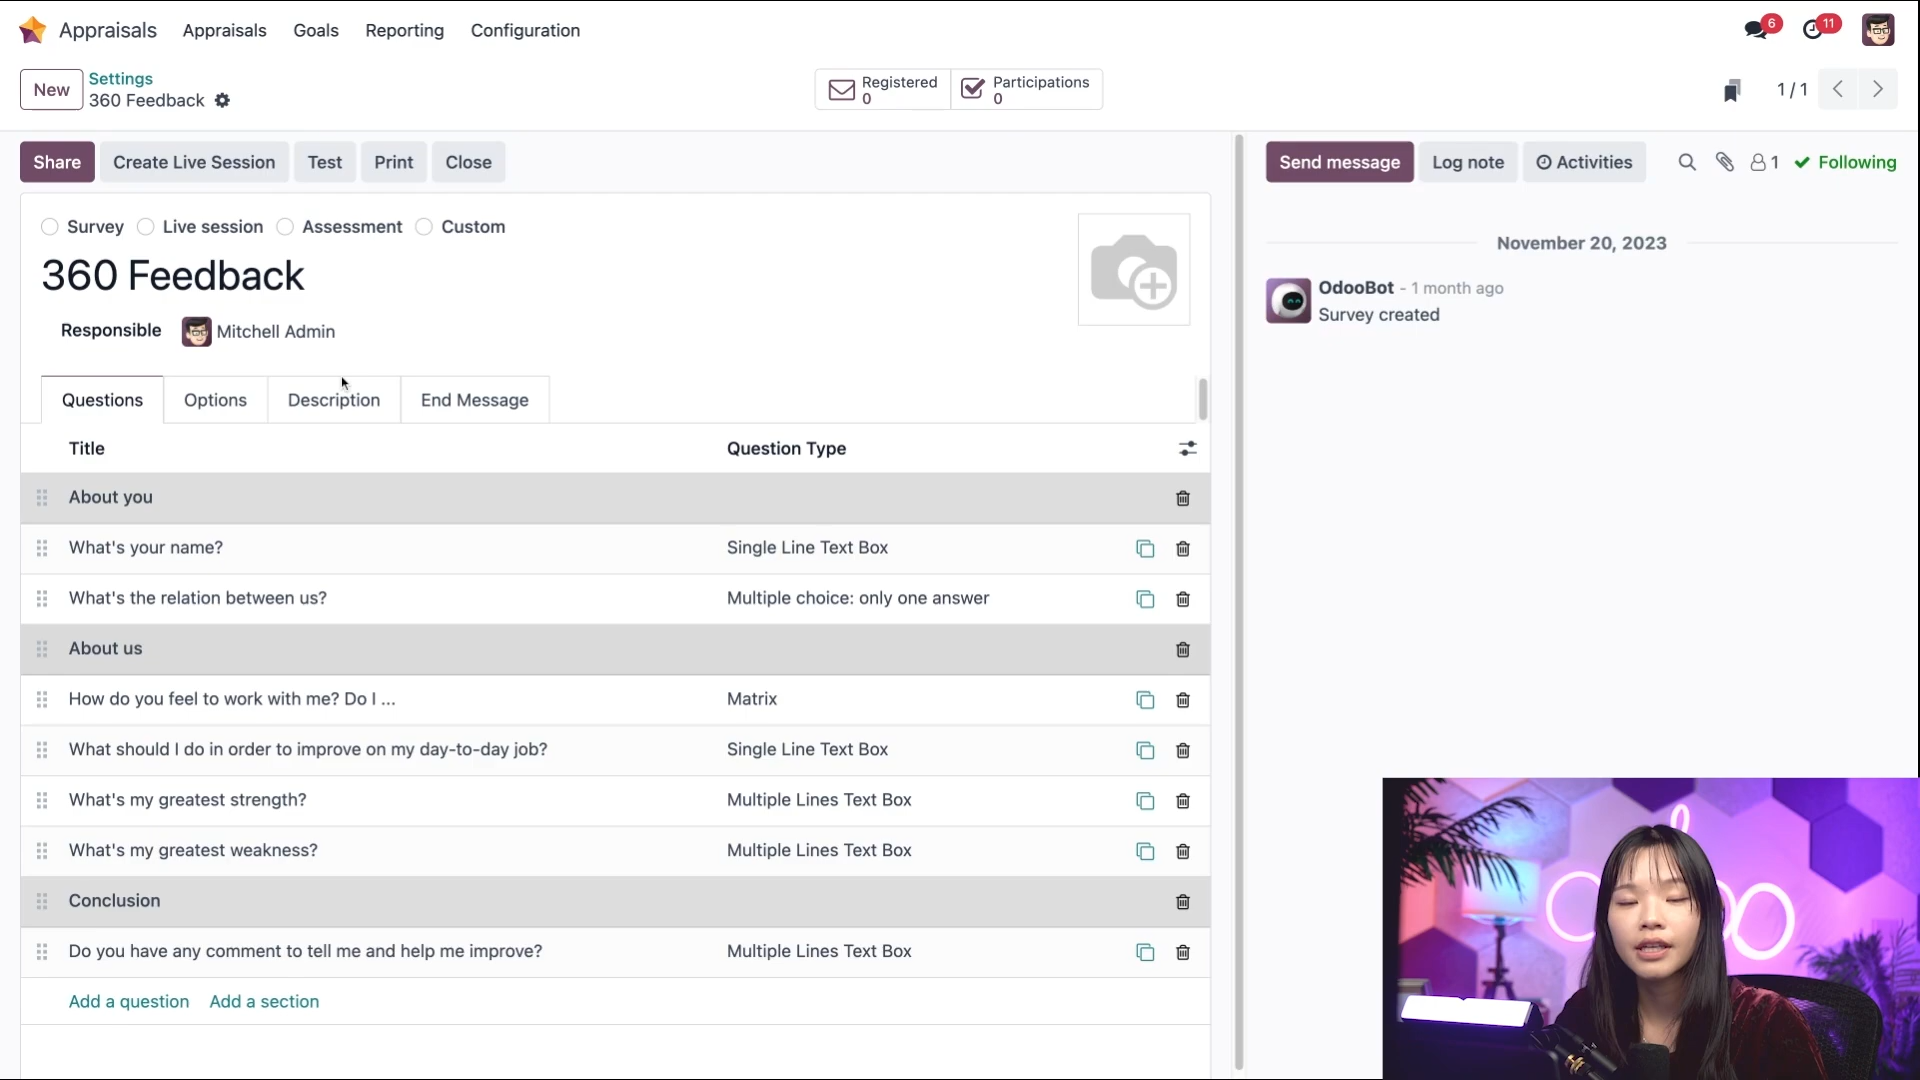 Appraisals Appraisals Goals Reporting Configuration 6 11
New Settings
360 Feedback
Registered 0
Participations 0
1 / 1
Share Create Live Session Test Print Close
Send message Log note Activities 1 Following
Survey Live session Assessment Custom
360 Feedback
Responsible Mitchell Admin
November 20, 2023
OdooBot - 1 month ago
Survey created
Questions Options Description End Message
Title Question Type
About you
What's your name? Single Line Text Box
What's the relation between us? Multiple choice: only one answer
About us
How do you feel to work with me? Do I ... Matrix
What should I do in order to improve on my day-to-day job? Single Line Text Box
What's my greatest strength? Multiple Lines Text Box
What's my greatest weakness? Multiple Lines Text Box
Conclusion
Do you have any comment to tell me and help me improve? Multiple Lines Text Box
Add a question Add a section